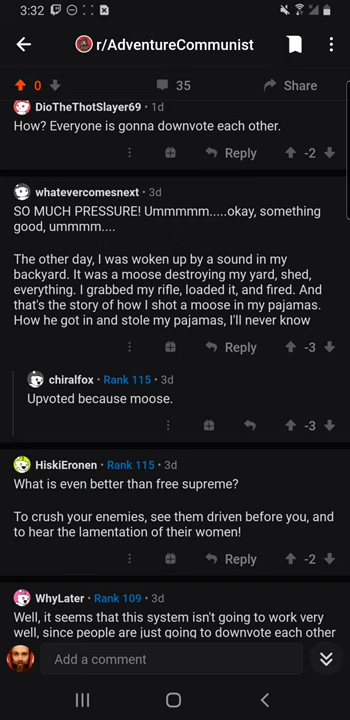 3:32
r/AdventureCommunist
0
35
Share
DioTheThotSlayer69 • 1d
How? Everyone is gonna downvote each other.
Reply
-2
whatevercomesnext • 3d
SO MUCH PRESSURE! Ummmmm.....okay, something
good, ummmm....
The other day, I was woken up by a sound in my
backyard. It was a moose destroying my yard, shed,
everything. I grabbed my rifle, loaded it, and fired. And
that's the story of how I shot a moose in my pajamas.
How he got in and stole my pajamas, I'll never know
Reply
-3
chiralfox • Rank 115 • 3d
Upvoted because moose.
-3
HiskiEronen • Rank 115 • 3d
What is even better than free supreme?
To crush your enemies, see them driven before you, and
to hear the lamentation of their women!
Reply
-2
WhyLater • Rank 109 • 3d
Well, it seems that this system isn't going to work very
well, since people are just going to downvote each other
Add a comment